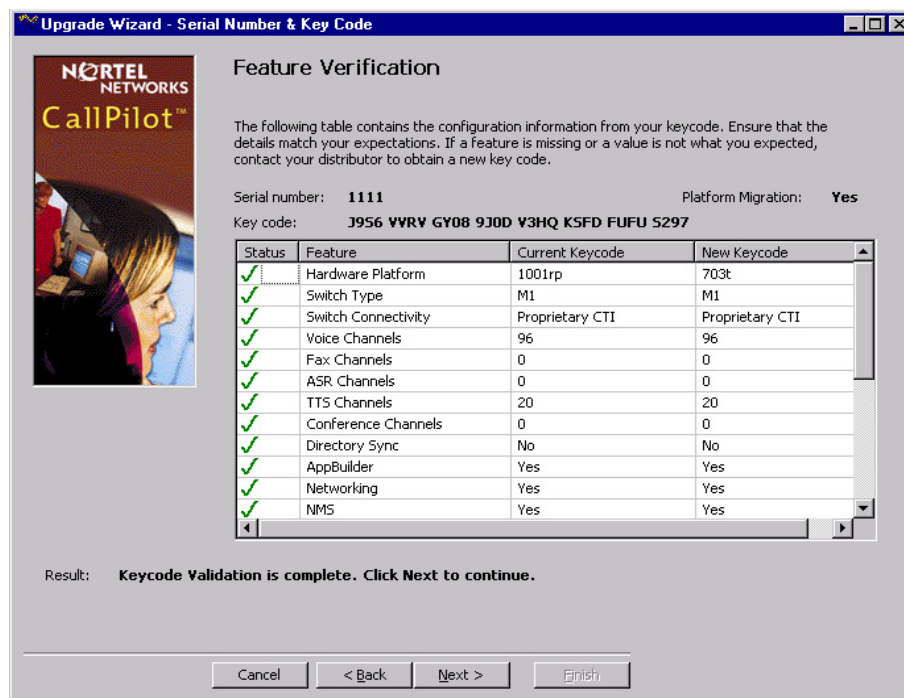 Upgrade Wizard - Serial Number & Key Code
NORTEL
NETWORKS
CallPilot™
Feature Verification
The following table contains the configuration information from your keycode. Ensure that the
details match your expectations. If a feature is missing or a value is not what you expected,
contact your distributor to obtain a new key code.
Serial number: 1111 Platform Migration: Yes
Key code: J9S6 VVRV GY08 9J0D V3HQ K5FD FUFU S297
Status Feature Current Keycode New Keycode
Hardware Platform 1001rp 703t
Switch Type M1 M1
Switch Connectivity Proprietary CTI Proprietary CTI
Voice Channels 96 96
Fax Channels 0 0
ASR Channels 0 0
TTS Channels 20 20
Conference Channels 0 0
Directory Sync No No
AppBuilder Yes Yes
Networking Yes Yes
NMS Yes Yes
Result: Keycode Validation is complete. Click Next to continue.
Cancel < Back Next > Finish